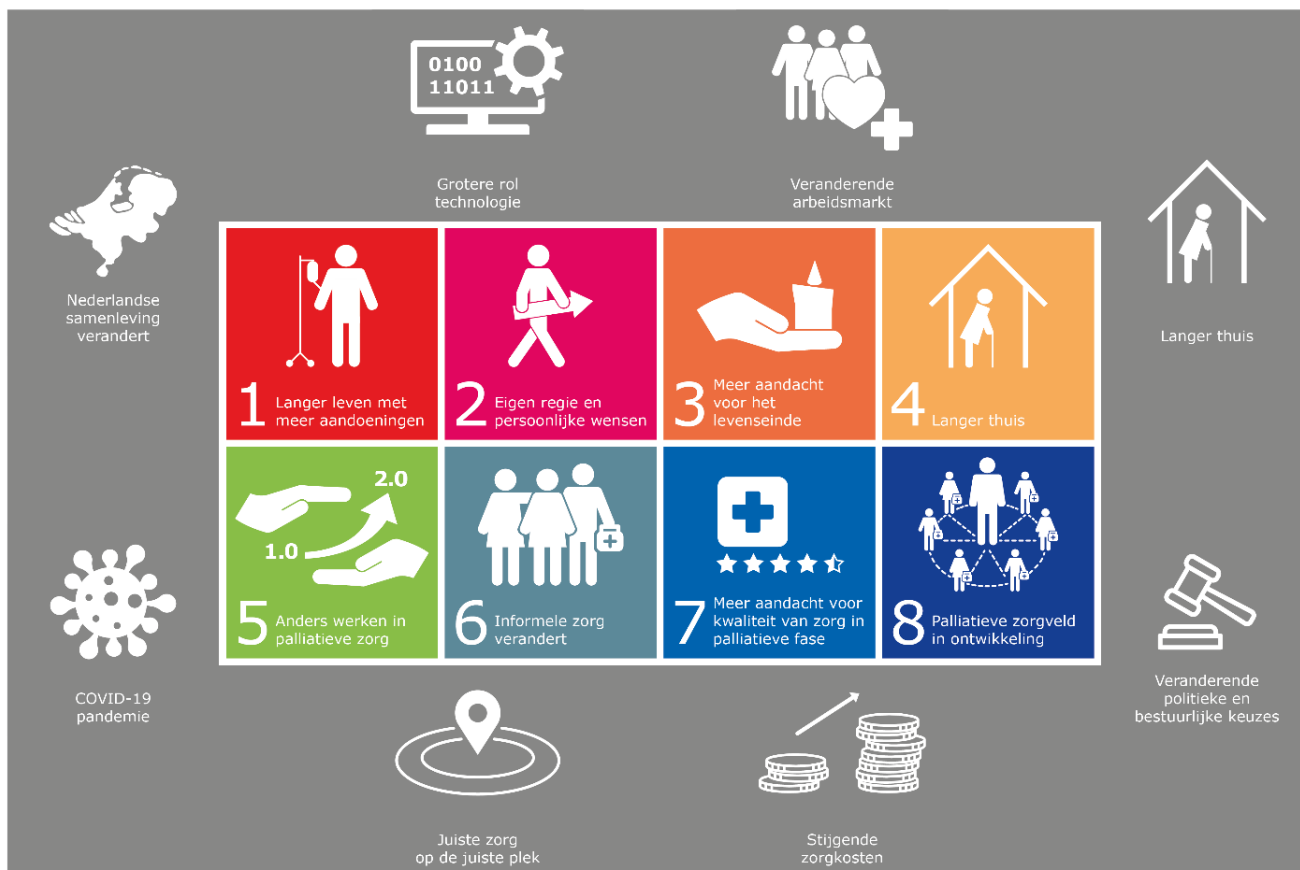 0100
11011
Grotere rol
technologie
Veranderende
arbeidsmarkt
Nederlandse
samenleving
verandert
Langer thuis
1 Langer leven met
meer aandoeningen
2 Eigen regie en
persoonlijke wensen
3 Meer aandacht
voor het
levenseinde
4 Langer thuis
2.0
1.0
5 Anders werken in
palliatieve zorg
6 Informele zorg
verandert
7 Meer aandacht voor
kwaliteit van zorg in
palliatieve fase
8 Palliatieve zorgveld
in ontwikkeling
COVID-19
pandemie
Veranderende
politieke en
bestuurlijke keuzes
Juiste zorg
op de juiste plek
Stijgende
zorgkosten